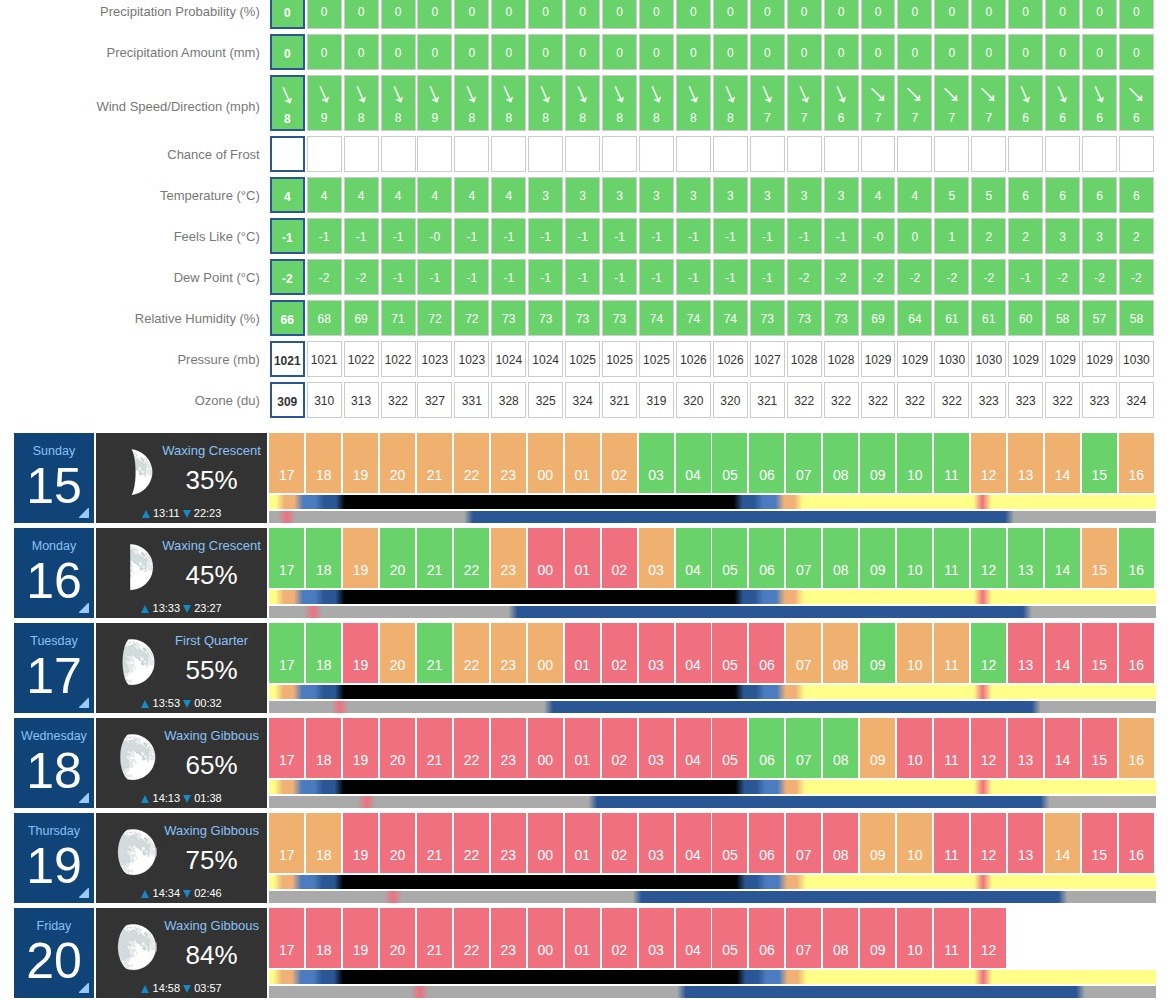 Precipitation Probability (%) 0 0 0 0 0 0 0 0 0 0 0 0 0 0 0 0 0 0 0 0 0 0 0 0
Precipitation Amount (mm) 0 0 0 0 0 0 0 0 0 0 0 0 0 0 0 0 0 0 0 0 0 0 0 0
Wind Speed/Direction (mph) 8 9 8 8 9 8 8 8 8 8 8 8 8 7 7 6 7 7 7 7 6 6 6 6
Chance of Frost
Temperature (°C) 4 4 4 4 4 4 4 3 3 3 3 3 3 3 3 3 4 4 5 5 6 6 6 6
Feels Like (°C) -1 -1 -1 -1 -0 -1 -1 -1 -1 -1 -1 -1 -1 -1 -1 -1 -0 0 1 2 2 3 3 2
Dew Point (°C) -2 -2 -2 -1 -1 -1 -1 -1 -1 -1 -1 -1 -1 -1 -2 -2 -2 -2 -2 -2 -1 -2 -2 -2
Relative Humidity (%) 66 68 69 71 72 72 73 73 73 73 74 74 74 73 73 73 69 64 61 61 60 58 57 58
Pressure (mb) 1021 1021 1022 1022 1023 1023 1024 1024 1025 1025 1025 1026 1026 1027 1028 1028 1029 1029 1030 1030 1029 1029 1029 1030
Ozone (du) 309 310 313 322 327 331 328 325 324 321 319 320 320 321 322 322 322 322 322 323 323 322 323 324
Sunday Waxing Crescent
15 35% 17 18 19 20 21 22 23 00 01 02 03 04 05 06 07 08 09 10 11 12 13 14 15 16
13:11 22:23
Monday Waxing Crescent
16 45% 17 18 19 20 21 22 23 00 01 02 03 04 05 06 07 08 09 10 11 12 13 14 15 16
13:33 23:27
Tuesday First Quarter
17 55% 17 18 19 20 21 22 23 00 01 02 03 04 05 06 07 08 09 10 11 12 13 14 15 16
13:53 00:32
Wednesday Waxing Gibbous
18 65% 17 18 19 20 21 22 23 00 01 02 03 04 05 06 07 08 09 10 11 12 13 14 15 16
14:13 01:38
Thursday Waxing Gibbous
19 75% 17 18 19 20 21 22 23 00 01 02 03 04 05 06 07 08 09 10 11 12 13 14 15 16
14:34 02:46
Friday Waxing Gibbous
20 84% 17 18 19 20 21 22 23 00 01 02 03 04 05 06 07 08 09 10 11 12
14:58 03:57